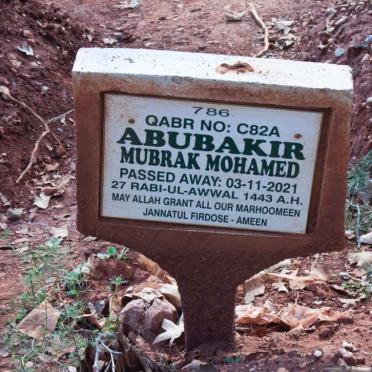 786
QABR NO: C82A
ABUBAKIR
MUBRAK MOHAMED
PASSED AWAY: 03-11-2021
27 RABI-UL-AWWAL 1443 A.H.
MAY ALLAH GRANT ALL OUR MARHOOMEEN
JANNATUL FIRDOSE - AMEEN